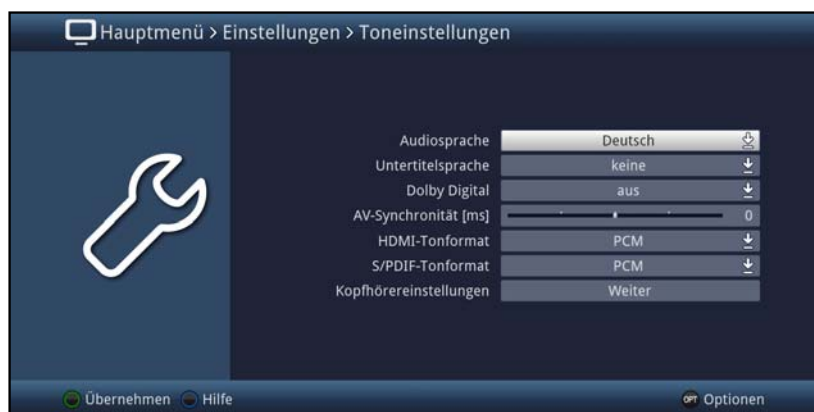 Hauptmenü > Einstellungen > Toneinstellungen
Audiosprache Deutsch
Untertitelsprache keine
Dolby Digital aus
AV-Synchronität [ms] 0
HDMI-Tonformat PCM
S/PDIF-Tonformat PCM
Kopfhörereinstellungen Weiter
Übernehmen Hilfe OPT Optionen